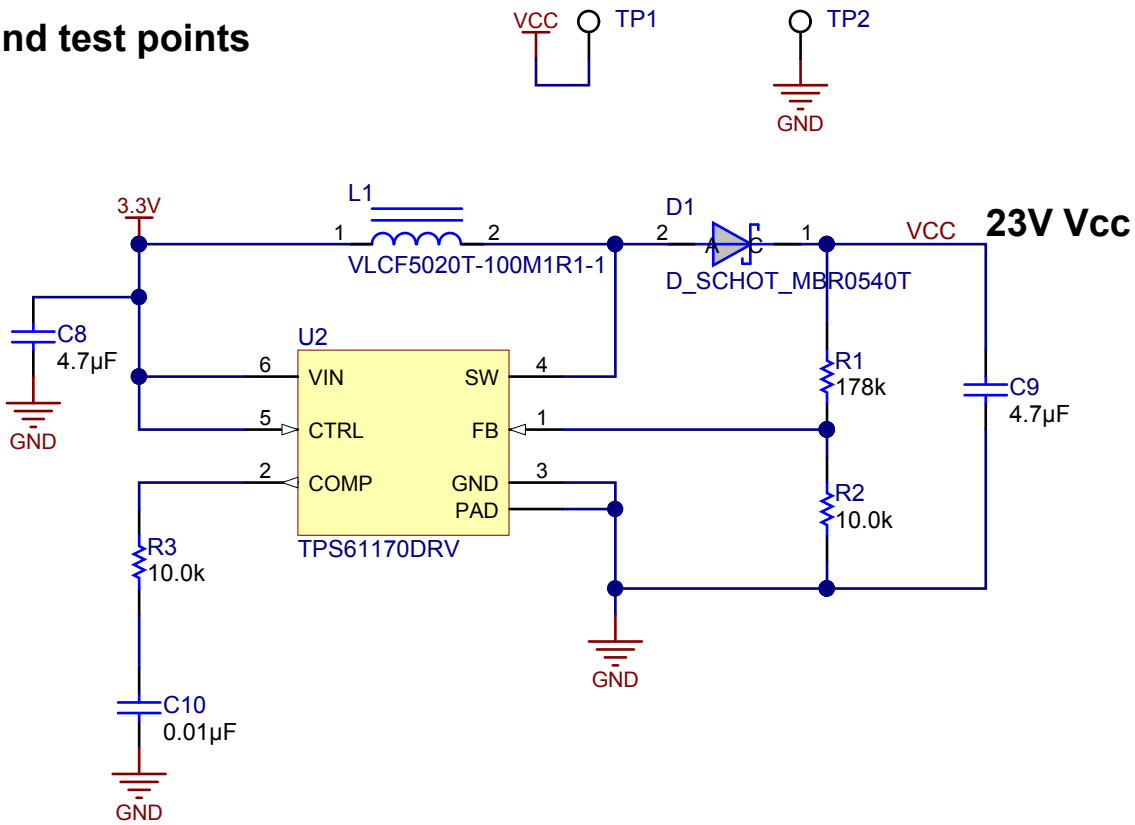 nd test points
VCC
TP1
TP2
GND
3.3V
L1
1
2
VLCF5020T-100M1R1-1
D1
2
A
C
1
D_SCHOT_MBR0540T
VCC
23V Vcc
C8
4.7µF
GND
U2
6
VIN
SW
4
5
CTRL
FB
1
2
COMP
GND
3
PAD
TPS61170DRV
R1
178k
C9
4.7µF
R2
10.0k
R3
10.0k
GND
C10
0.01µF
GND